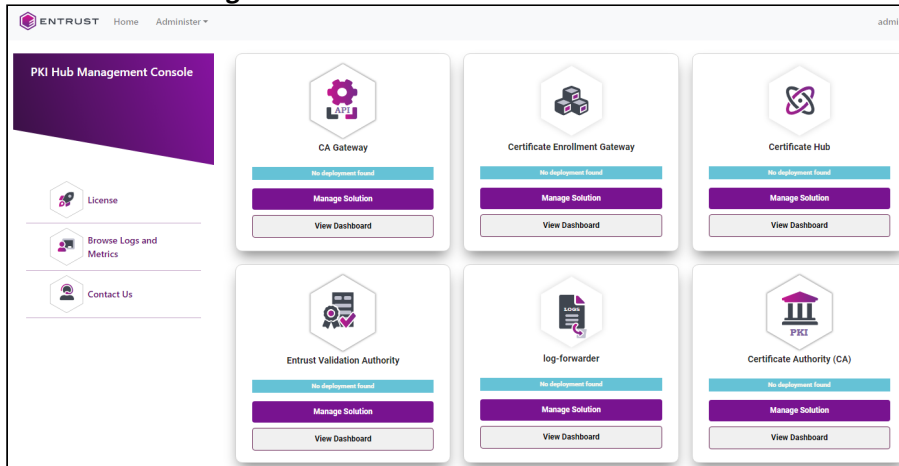 ENTRUST Home Administer
PKI Hub Management Console
License
Browse Logs and
Metrics
Contact Us
API
CA Gateway
No deployment found
Manage Solution
View Dashboard
Certificate Enrollment Gateway
No deployment found
Manage Solution
View Dashboard
Certificate Hub
No deployment found
Manage Solution
View Dashboard
Entrust Validation Authority
No deployment found
Manage Solution
View Dashboard
LOGS
log-forwarder
No deployment found
Manage Solution
View Dashboard
PKI
Certificate Authority (CA)
No deployment found
Manage Solution
View Dashboard